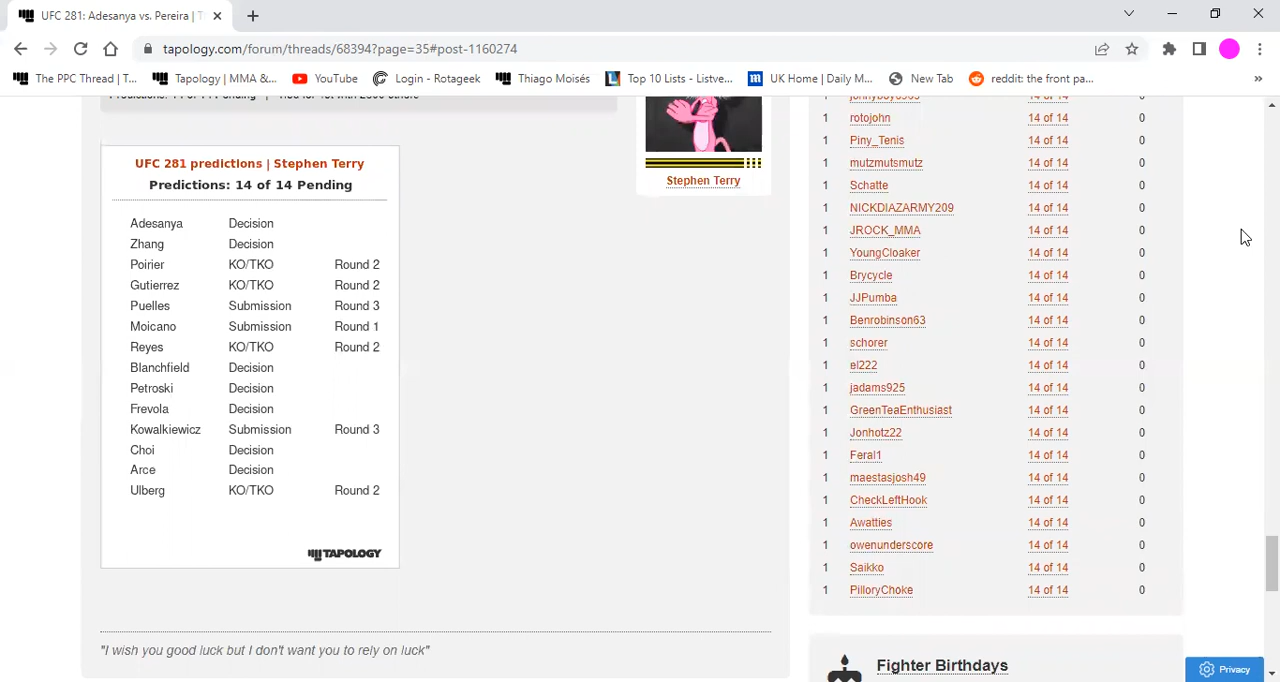 UFC 281: Adesanya vs. Pereira | T
tapology.com/forum/threads/68394?page=35#post-1160274
The PPC Thread | T... Tapology | MMA &... YouTube Login - Rotageek Thiago Moisés Top 10 Lists - Listve... UK Home | Daily M... New Tab reddit: the front pa... »
UFC 281 predictions | Stephen Terry
Predictions: 14 of 14 Pending
Adesanya Decision
Zhang Decision
Poirier KO/TKO Round 2
Gutierrez KO/TKO Round 2
Puelles Submission Round 3
Moicano Submission Round 1
Reyes KO/TKO Round 2
Blanchfield Decision
Petroski Decision
Frevola Decision
Kowalkiewicz Submission Round 3
Choi Decision
Arce Decision
Ulberg KO/TKO Round 2
TAPOLOGY
"I wish you good luck but I don't want you to rely on luck"
Stephen Terry
1 rotojohn 14 of 14 0
1 Piny_Tenis 14 of 14 0
1 mutzmutsmutz 14 of 14 0
1 Schatte 14 of 14 0
1 NICKDIAZARMY209 14 of 14 0
1 JROCK_MMA 14 of 14 0
1 YoungCloaker 14 of 14 0
1 Brycycle 14 of 14 0
1 JJPumba 14 of 14 0
1 Benrobinson63 14 of 14 0
1 schorer 14 of 14 0
1 el222 14 of 14 0
1 jadams925 14 of 14 0
1 GreenTeaEnthusiast 14 of 14 0
1 Jonhotz22 14 of 14 0
1 Feral1 14 of 14 0
1 maestasjosh49 14 of 14 0
1 CheckLeftHook 14 of 14 0
1 Awatties 14 of 14 0
1 owenunderscore 14 of 14 0
1 Saikko 14 of 14 0
1 PilloryChoke 14 of 14 0
Fighter Birthdays
Privacy